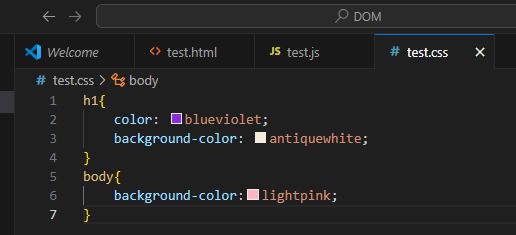 DOM
Welcome
test.html
JS test.js
# test.css
# test.css > body
1 h1{
2 color: blueviolet;
3 background-color: antiquewhite;
4 }
5 body{
6 background-color:lightpink;
7 }